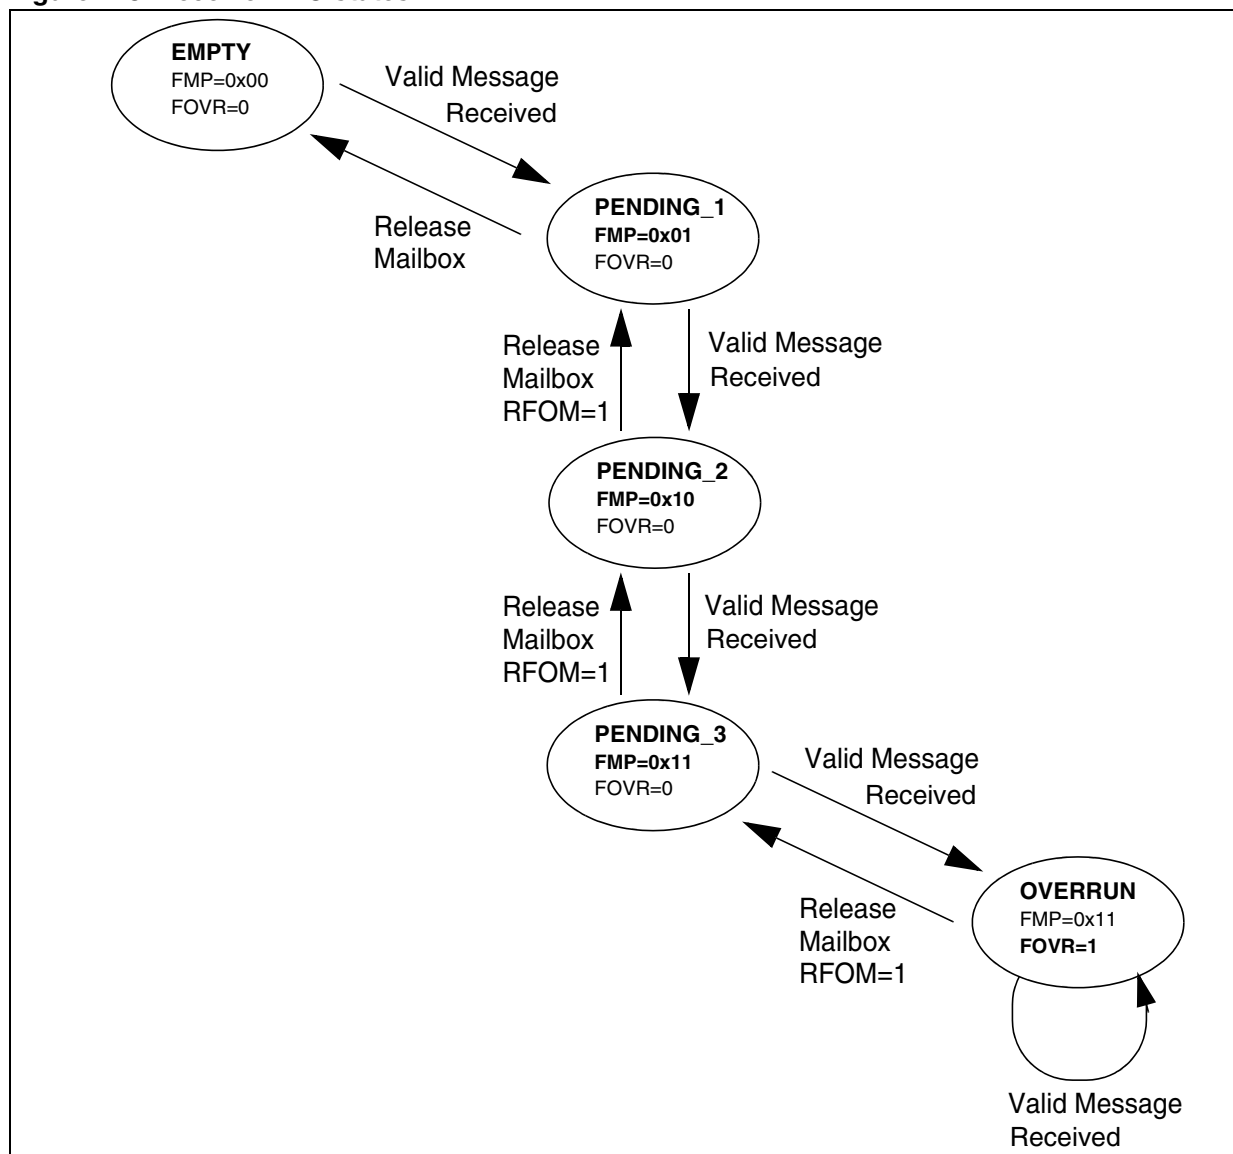 EMPTY
FMP=0x00
FOVR=0
Valid Message
Received
Release
Mailbox
PENDING_1
FMP=0x01
FOVR=0
Release
Mailbox
RFOM=1
Valid Message
Received
PENDING_2
FMP=0x10
FOVR=0
Release
Mailbox
RFOM=1
Valid Message
Received
PENDING_3
FMP=0x11
FOVR=0
Valid Message
Received
Release
Mailbox
RFOM=1
OVERRUN
FMP=0x11
FOVR=1
Valid Message
Received